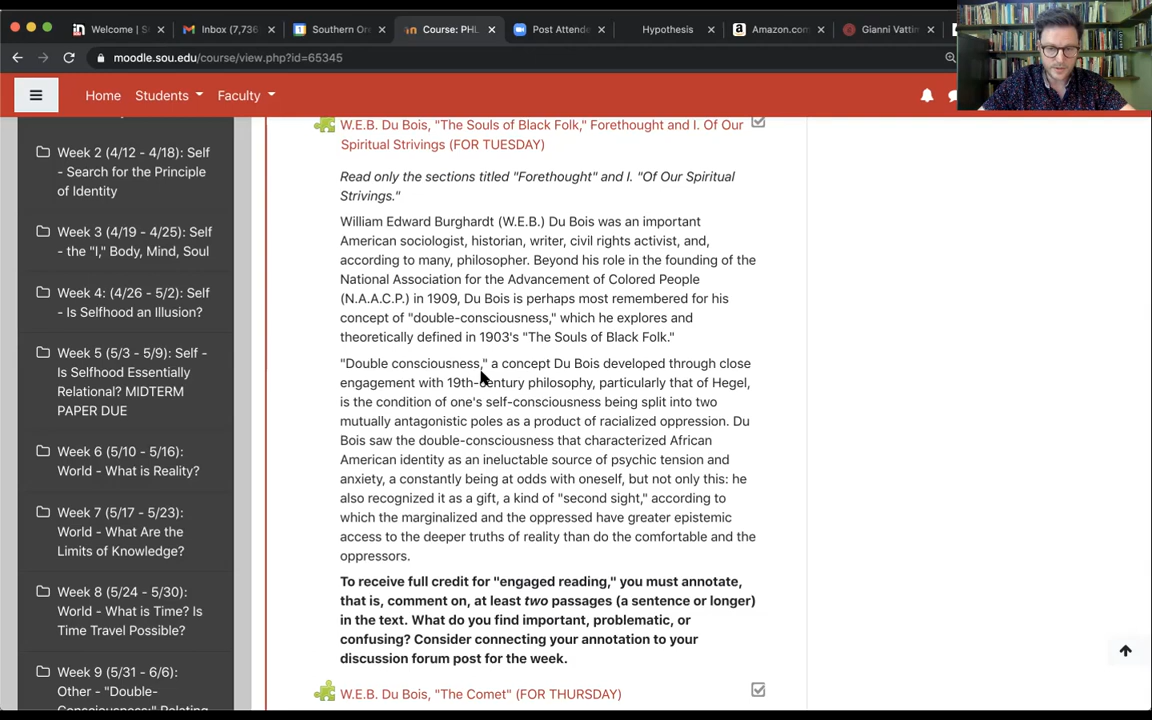 Welcome | S
Inbox (7,736
Southern Ore
Course: PHL
Post Attende
Hypothesis
Amazon.com
Gianni Vattin
moodle.sou.edu/course/view.php?id=65345
Home
Students
Faculty
Week 2 (4/12 - 4/18): Self
- Search for the Principle
of Identity
Week 3 (4/19 - 4/25): Self
- the "I," Body, Mind, Soul
Week 4: (4/26 - 5/2): Self
- Is Selfhood an Illusion?
Week 5 (5/3 - 5/9): Self -
Is Selfhood Essentially
Relational? MIDTERM
PAPER DUE
Week 6 (5/10 - 5/16):
World - What is Reality?
Week 7 (5/17 - 5/23):
World - What Are the
Limits of Knowledge?
Week 8 (5/24 - 5/30):
World - What is Time? Is
Time Travel Possible?
Week 9 (5/31 - 6/6):
Other - "Double-
Consciousness:" Relating
W.E.B. Du Bois, "The Souls of Black Folk," Forethought and I. Of Our
Spiritual Strivings (FOR TUESDAY)
Read only the sections titled "Forethought" and I. "Of Our Spiritual
Strivings."
William Edward Burghardt (W.E.B.) Du Bois was an important
American sociologist, historian, writer, civil rights activist, and,
according to many, philosopher. Beyond his role in the founding of the
National Association for the Advancement of Colored People
(N.A.A.C.P.) in 1909, Du Bois is perhaps most remembered for his
concept of "double-consciousness," which he explores and
theoretically defined in 1903's "The Souls of Black Folk."
"Double consciousness," a concept Du Bois developed through close
engagement with 19th-century philosophy, particularly that of Hegel,
is the condition of one's self-consciousness being split into two
mutually antagonistic poles as a product of racialized oppression. Du
Bois saw the double-consciousness that characterized African
American identity as an ineluctable source of psychic tension and
anxiety, a constantly being at odds with oneself, but not only this: he
also recognized it as a gift, a kind of "second sight," according to
which the marginalized and the oppressed have greater epistemic
access to the deeper truths of reality than do the comfortable and the
oppressors.
To receive full credit for "engaged reading," you must annotate,
that is, comment on, at least two passages (a sentence or longer)
in the text. What do you find important, problematic, or
confusing? Consider connecting your annotation to your
discussion forum post for the week.
W.E.B. Du Bois, "The Comet" (FOR THURSDAY)